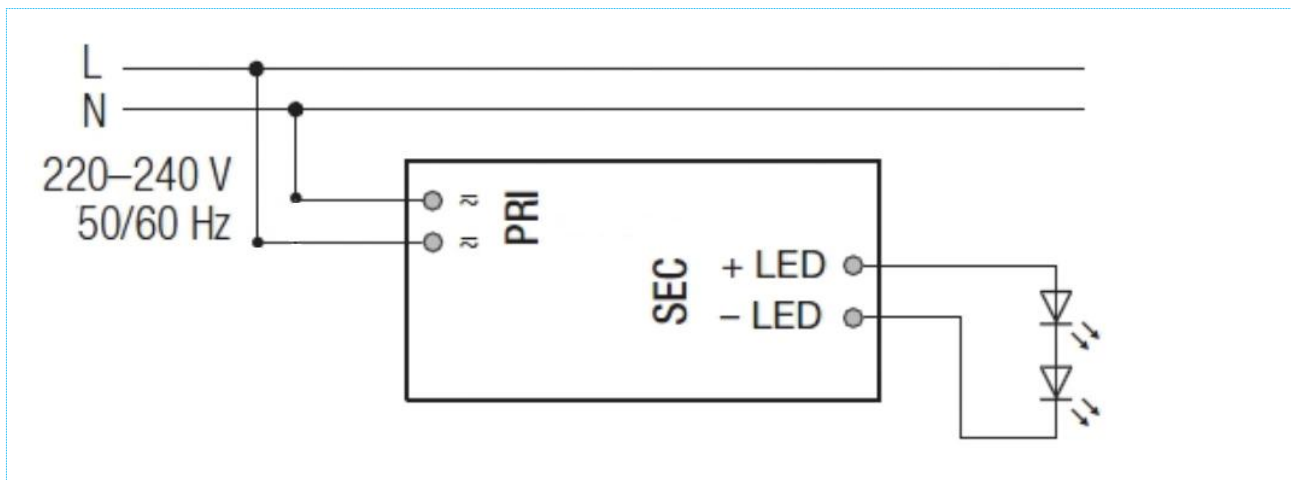 L
N
220–240 V
50/60 Hz
PRI
SEC
+ LED
– LED